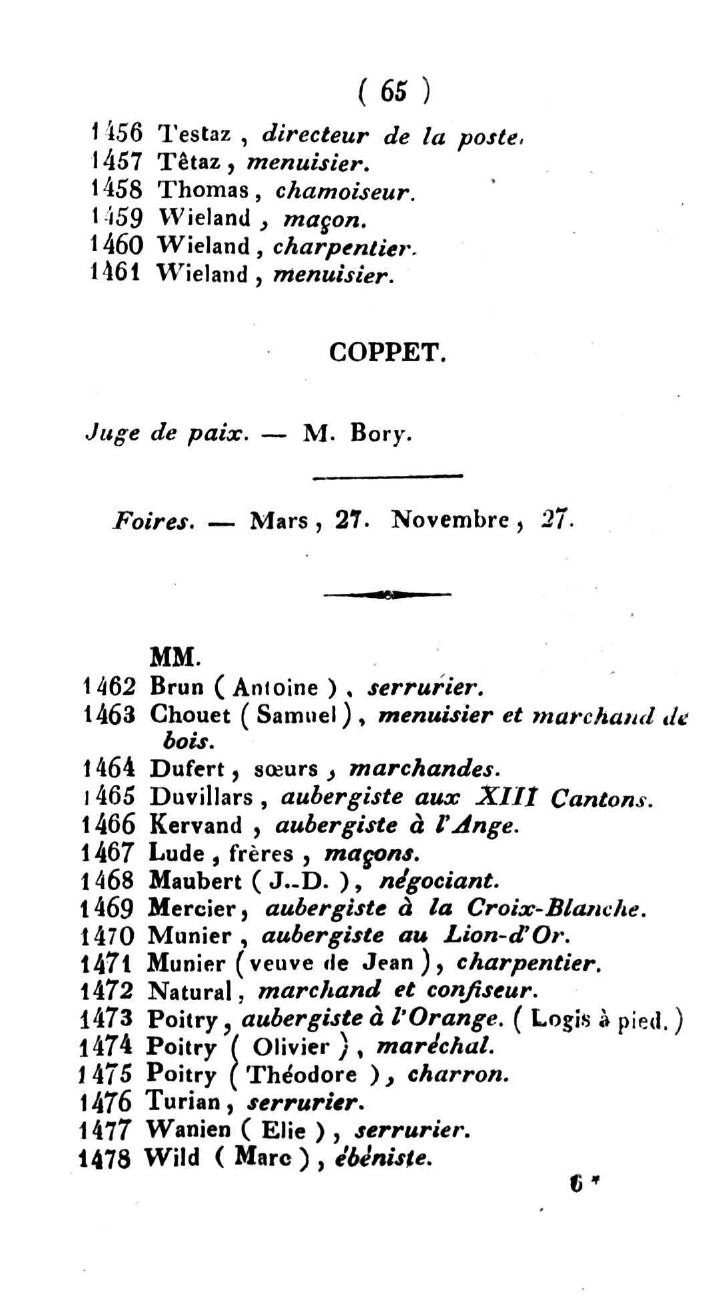 ( 65 )
1456 Testaz , directeur de la poste.
1457 Têtaz , menuisier.
1458 Thomas , chamoiseur.
1459 Wieland , maçon.
1460 Wieland , charpentier.
1461 Wieland , menuisier.
COPPET.
Juge de paix. — M. Bory.
Foires. — Mars , 27. Novembre , 27.
MM.
1462 Brun ( Antoine ) , serrurier.
1463 Chouet ( Samuel ) , menuisier et marchand de
bois.
1464 Dufert , sœurs , marchandes.
1465 Duvillars , aubergiste aux XIII Cantons.
1466 Kervand , aubergiste à l'Ange.
1467 Lude , frères , maçons.
1468 Maubert ( J.-D. ) , négociant.
1469 Mercier , aubergiste à la Croix-Blanche.
1470 Munier , aubergiste au Lion-d'Or.
1471 Munier ( veuve de Jean ) , charpentier.
1472 Natural , marchand et confiseur.
1473 Poitry , aubergiste à l'Orange. ( Logis à pied. )
1474 Poitry ( Olivier ) , maréchal.
1475 Poitry ( Théodore ) , charron.
1476 Turian , serrurier.
1477 Wanien ( Elie ) , serrurier.
1478 Wild ( Marc ) , ébéniste.
6 *